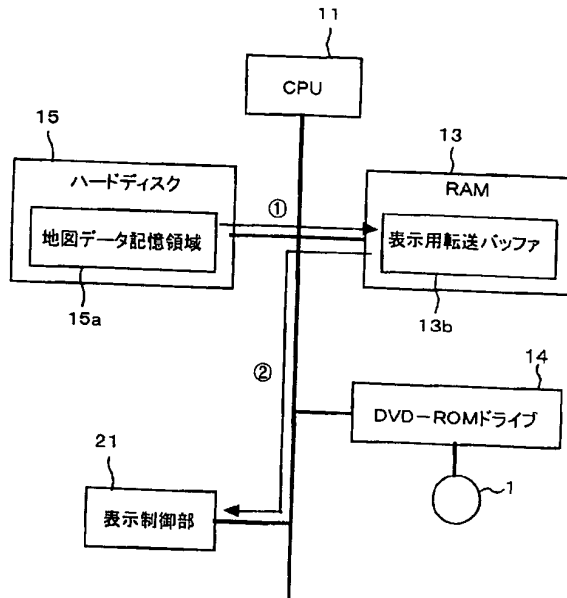 11
CPU
15
ハードディスク
地図データ記憶領域
15a
①
13
RAM
表示用転送バッファ
13b
②
14
DVD-ROMドライブ
1
21
表示制御部